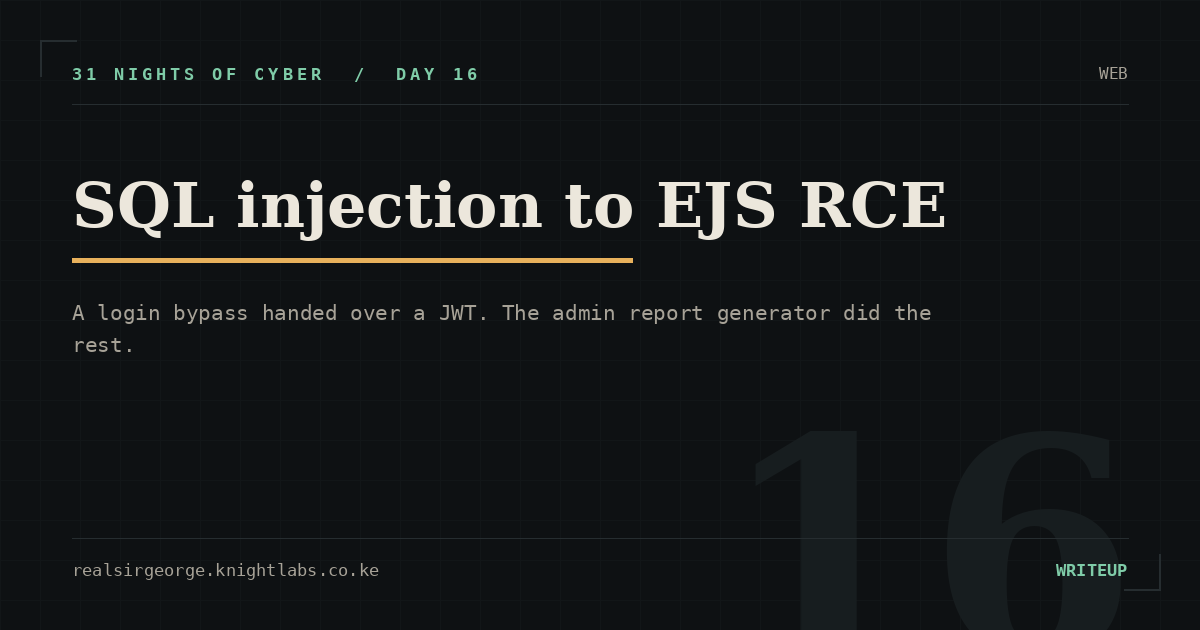 31 NIGHTS OF CYBER / DAY 16
WEB
SQL injection to EJS RCE
A login bypass handed over a JWT. The admin report generator did the
rest.
16
realsirgeorge.knightlabs.co.ke
WRITEUP